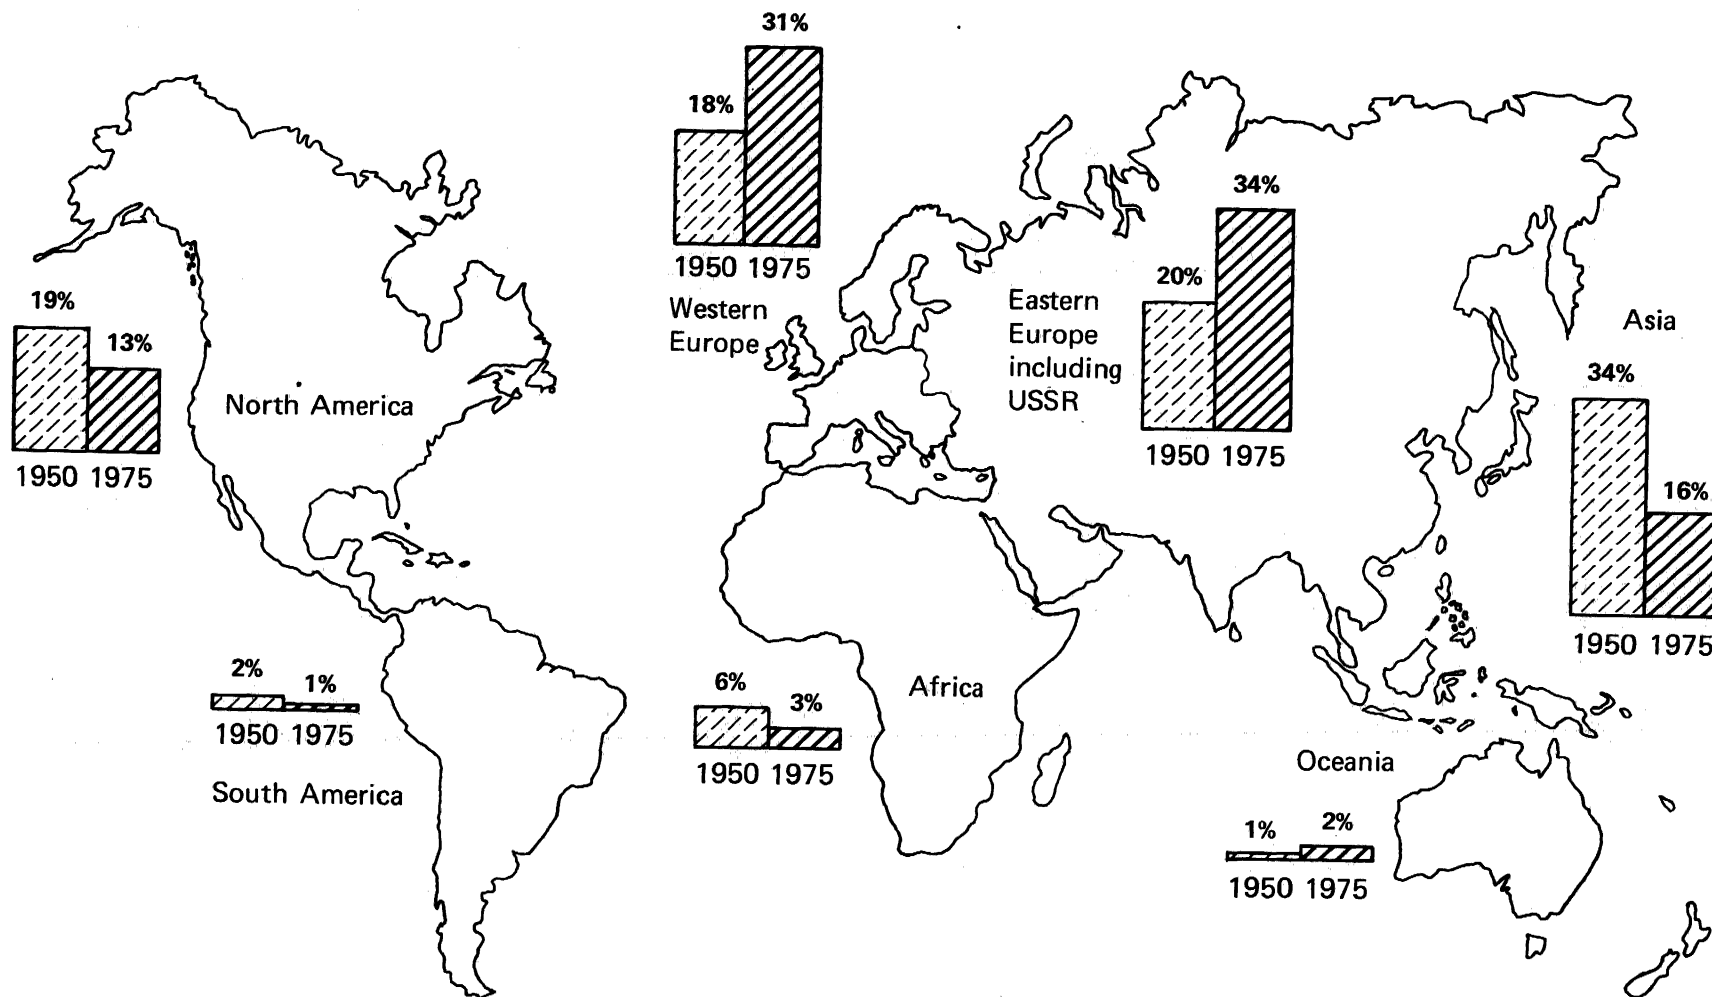 31%
18%
1950 1975
Western
Europe
34%
20%
1950 1975
Eastern
Europe
including
USSR
19%
13%
1950 1975
North America
Asia
34%
16%
1950 1975
2%
1%
1950 1975
South America
6%
3%
1950 1975
Africa
Oceania
1%
2%
1950 1975